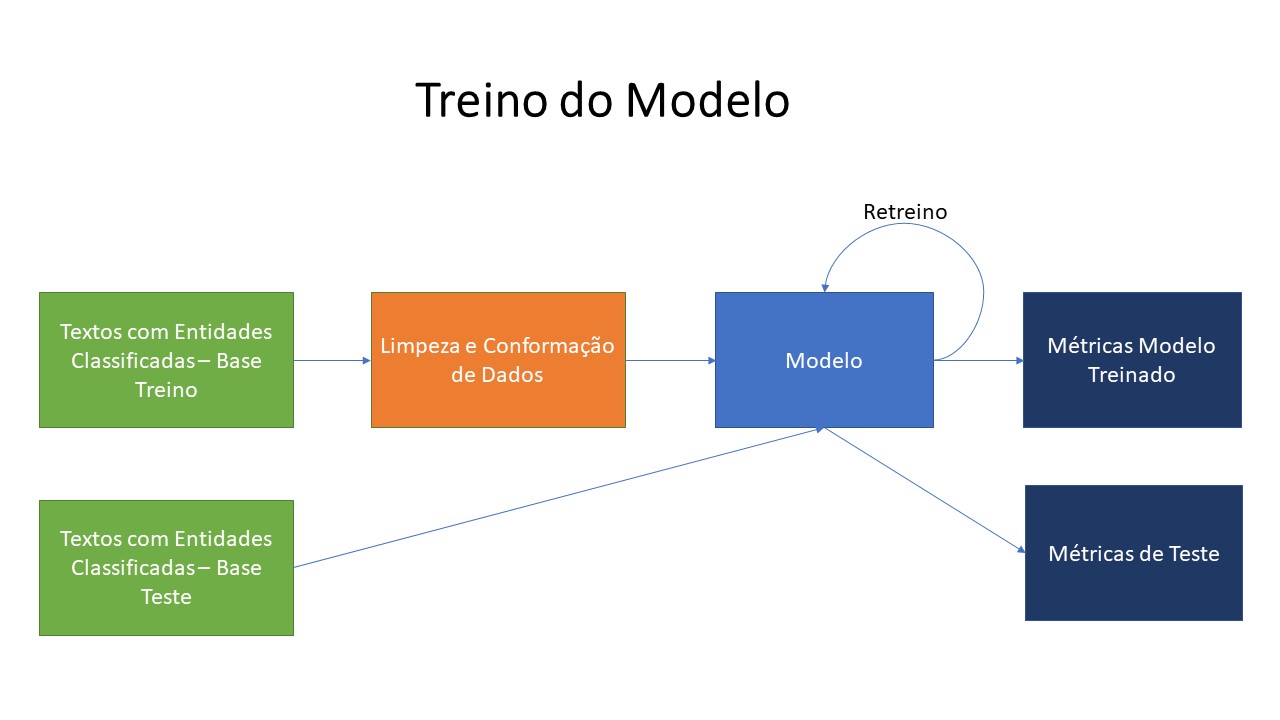 Treino do Modelo
Retreino
Textos com Entidades
Classificadas – Base
Treino
Limpeza e Conformação
de Dados
Modelo
Métricas Modelo
Treinado
Textos com Entidades
Classificadas – Base
Teste
Métricas de Teste